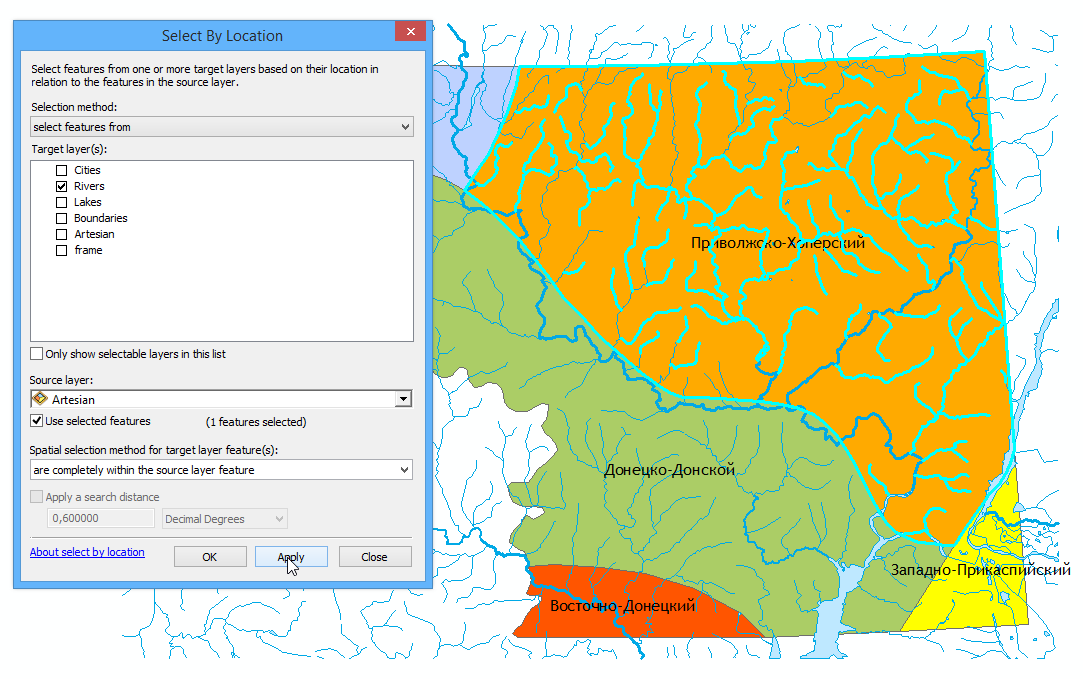 Select By Location
Select features from one or more target layers based on their location in
relation to the features in the source layer.
Selection method:
select features from
Target layer(s):
Cities
Rivers
Lakes
Boundaries
Artesian
frame
Only show selectable layers in this list
Source layer:
Artesian
Use selected features (1 features selected)
Spatial selection method for target layer feature(s):
are completely within the source layer feature
Apply a search distance
0,600000 Decimal Degrees
About select by location OK Apply Close
Приволжско-Хоперский
Донецко-Донской
Западно-Прикаспийский
Восточно-Донецкий